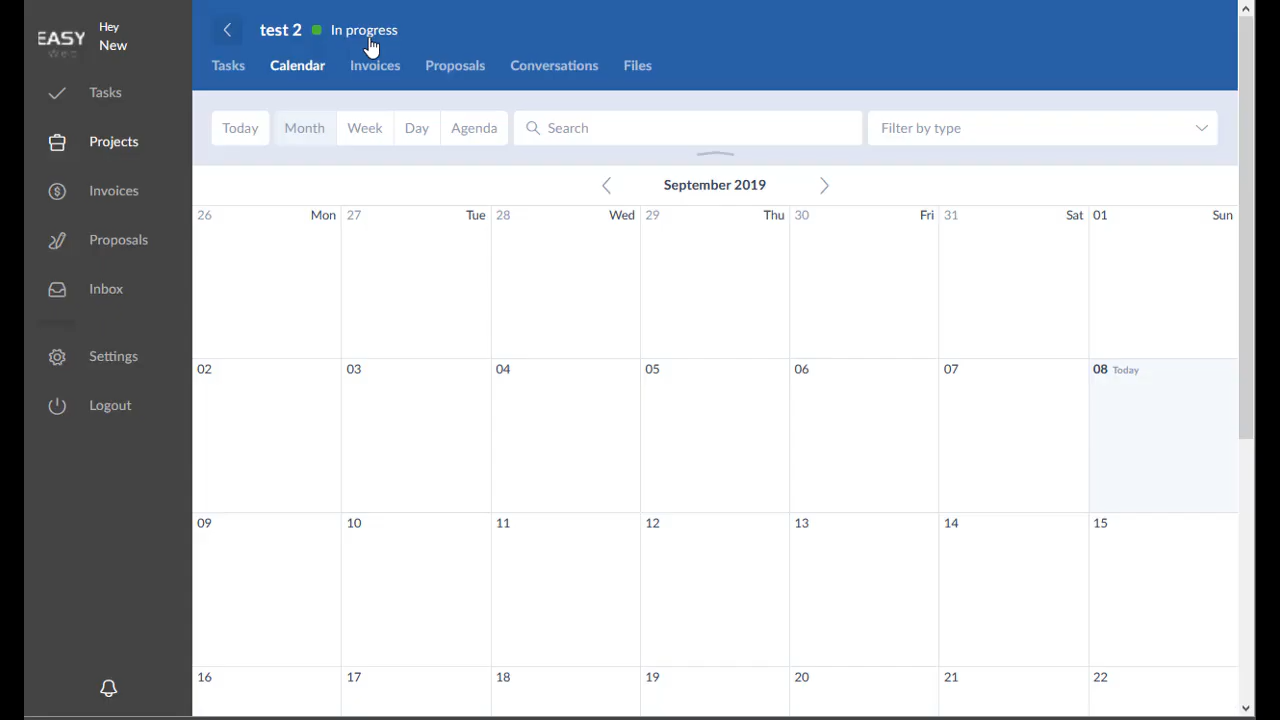 EASY
Wec
Hey
New
Tasks
Projects
Invoices
Proposals
Inbox
Settings
Logout
test 2 In progress
Tasks Calendar Invoices Proposals Conversations Files
Today Month Week Day Agenda Search Filter by type
September 2019
26 Mon 27 Tue 28 Wed 29 Thu 30 Fri 31 Sat 01 Sun
02 03 04 05 06 07 08 Today
09 10 11 12 13 14 15
16 17 18 19 20 21 22